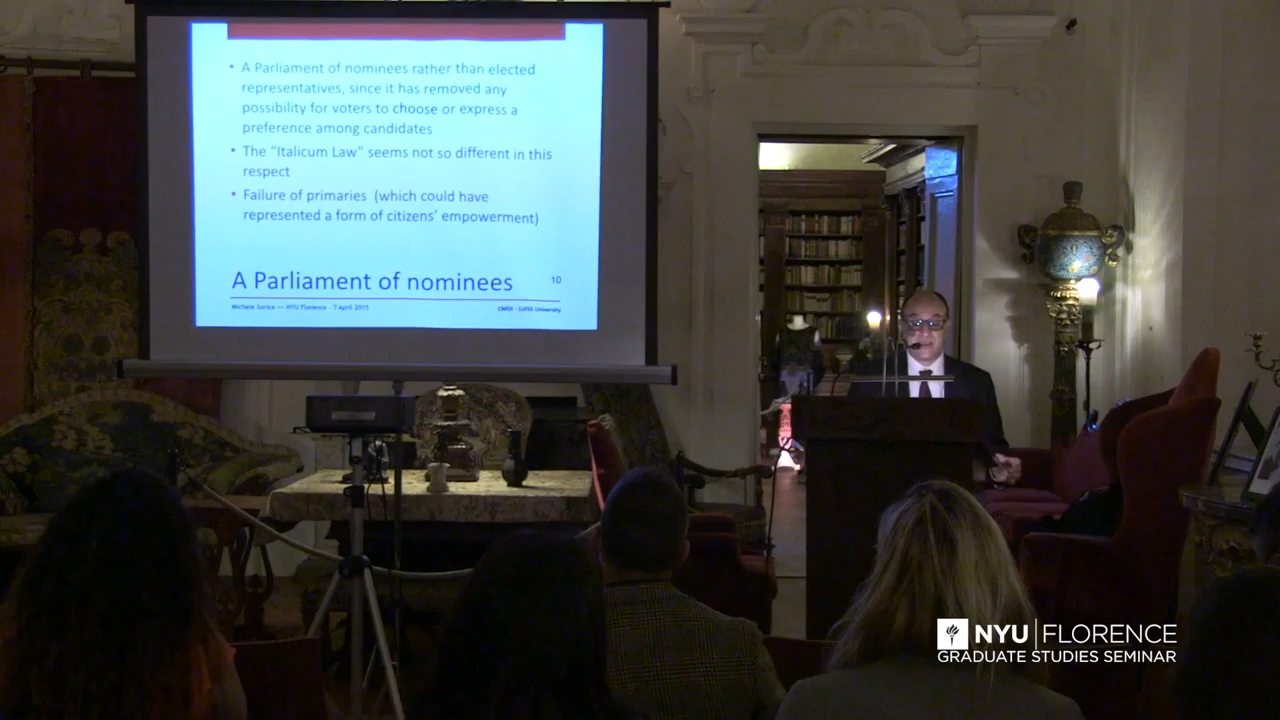 • A Parliament of nominees rather than elected
representatives, since it has removed any
possibility for voters to choose or express a
preference among candidates
• The “Italicum Law” seems not so different in this
respect
• Failure of primaries (which could have
represented a form of citizens’ empowerment)
A Parliament of nominees 10
Michele Sorice — NYU Florence - 7 April 2015 CMGI - LUISS University
NYU FLORENCE
GRADUATE STUDIES SEMINAR